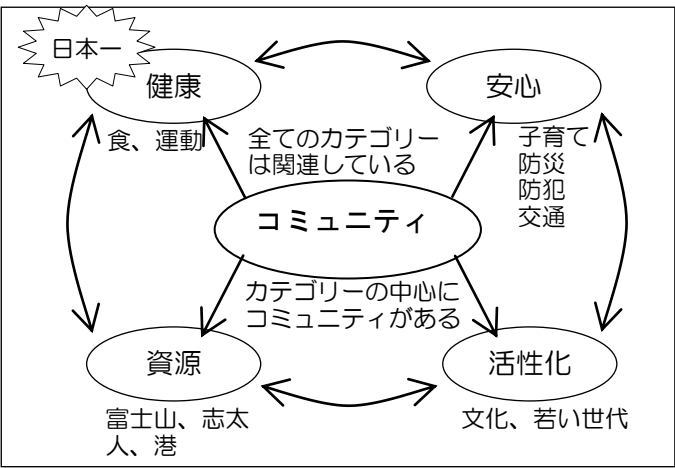 日本一
健康
食、運動
安心
子育て
防災
防犯
交通
全てのカテゴリー
は関連している
コミュニティ
カテゴリーの中心に
コミュニティがある
資源
富士山、志太
人、港
活性化
文化、若い世代